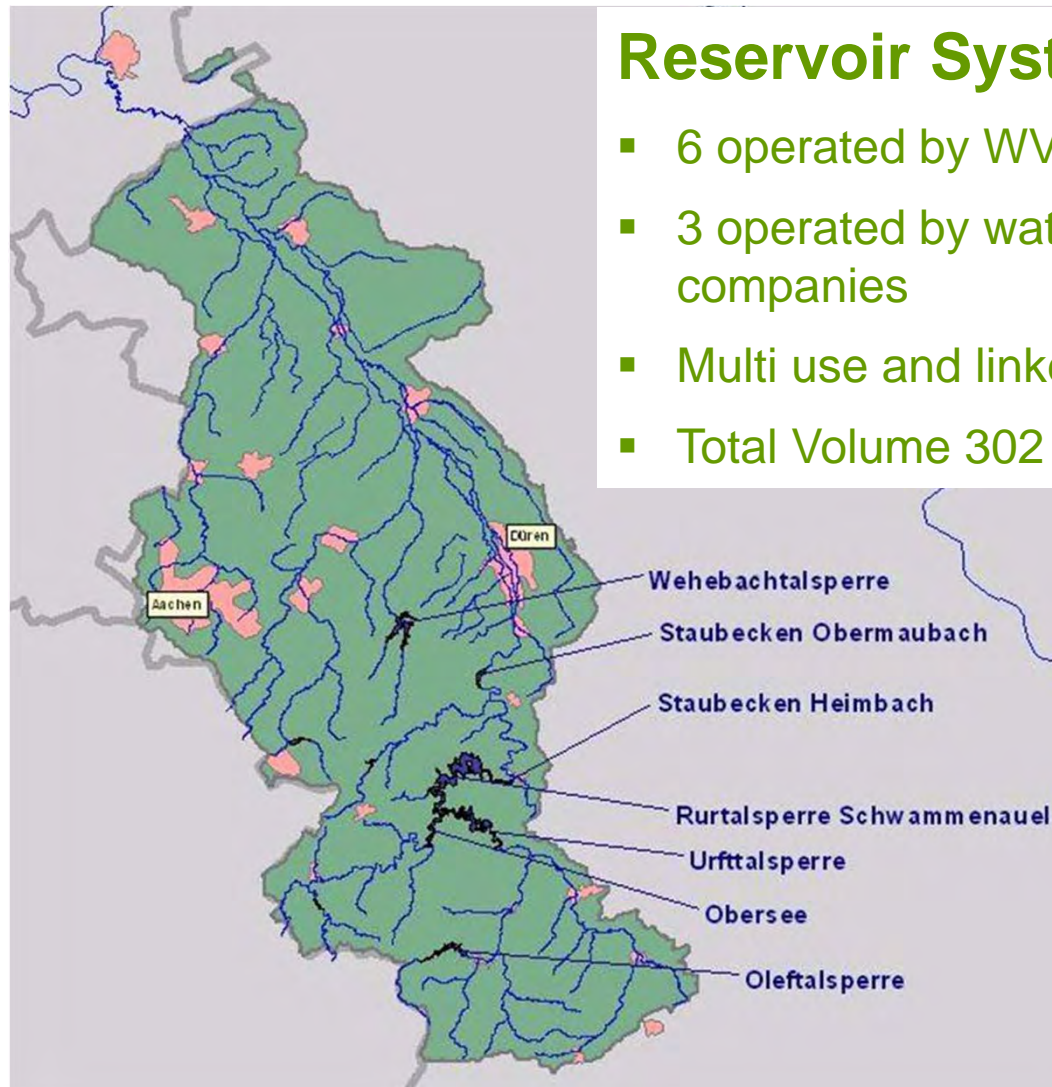 Reservoir Syst
▪ 6 operated by WV
▪ 3 operated by wat
companies
▪ Multi use and link
▪ Total Volume 302
Düren
Aachen
Wehebachtalsperre
Staubecken Obermaubach
Staubecken Heimbach
Rurtalsperre Schwammenauel
Urfttalsperre
Obersee
Oleftalsperre